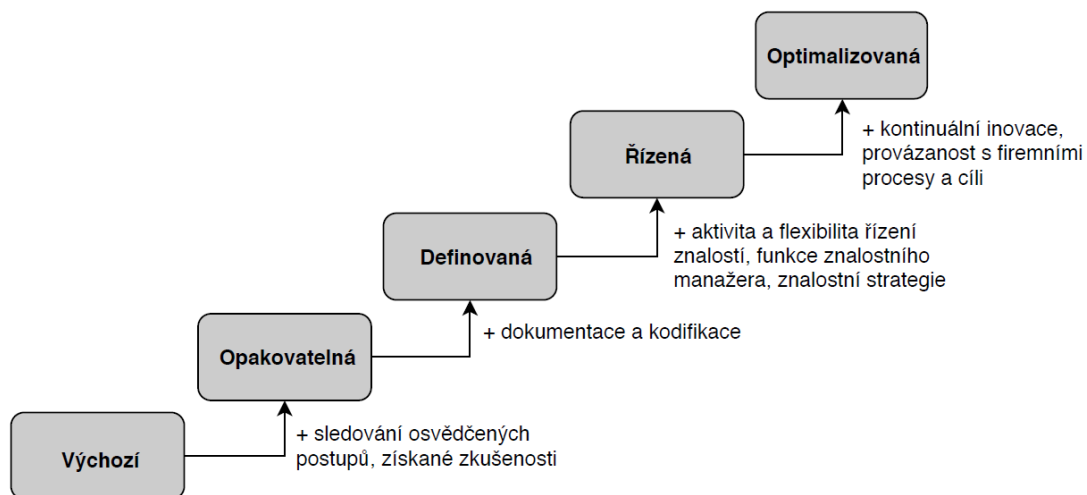 Optimalizovaná
+ kontinuální inovace,
provázanost s firemními
procesy a cíli
Řízená
+ aktivita a flexibilita řízení
znalostí, funkce znalostního
manažera, znalostní strategie
Definovaná
+ dokumentace a kodifikace
Opakovatelná
+ sledování osvědčených
postupů, získané zkušenosti
Výchozí